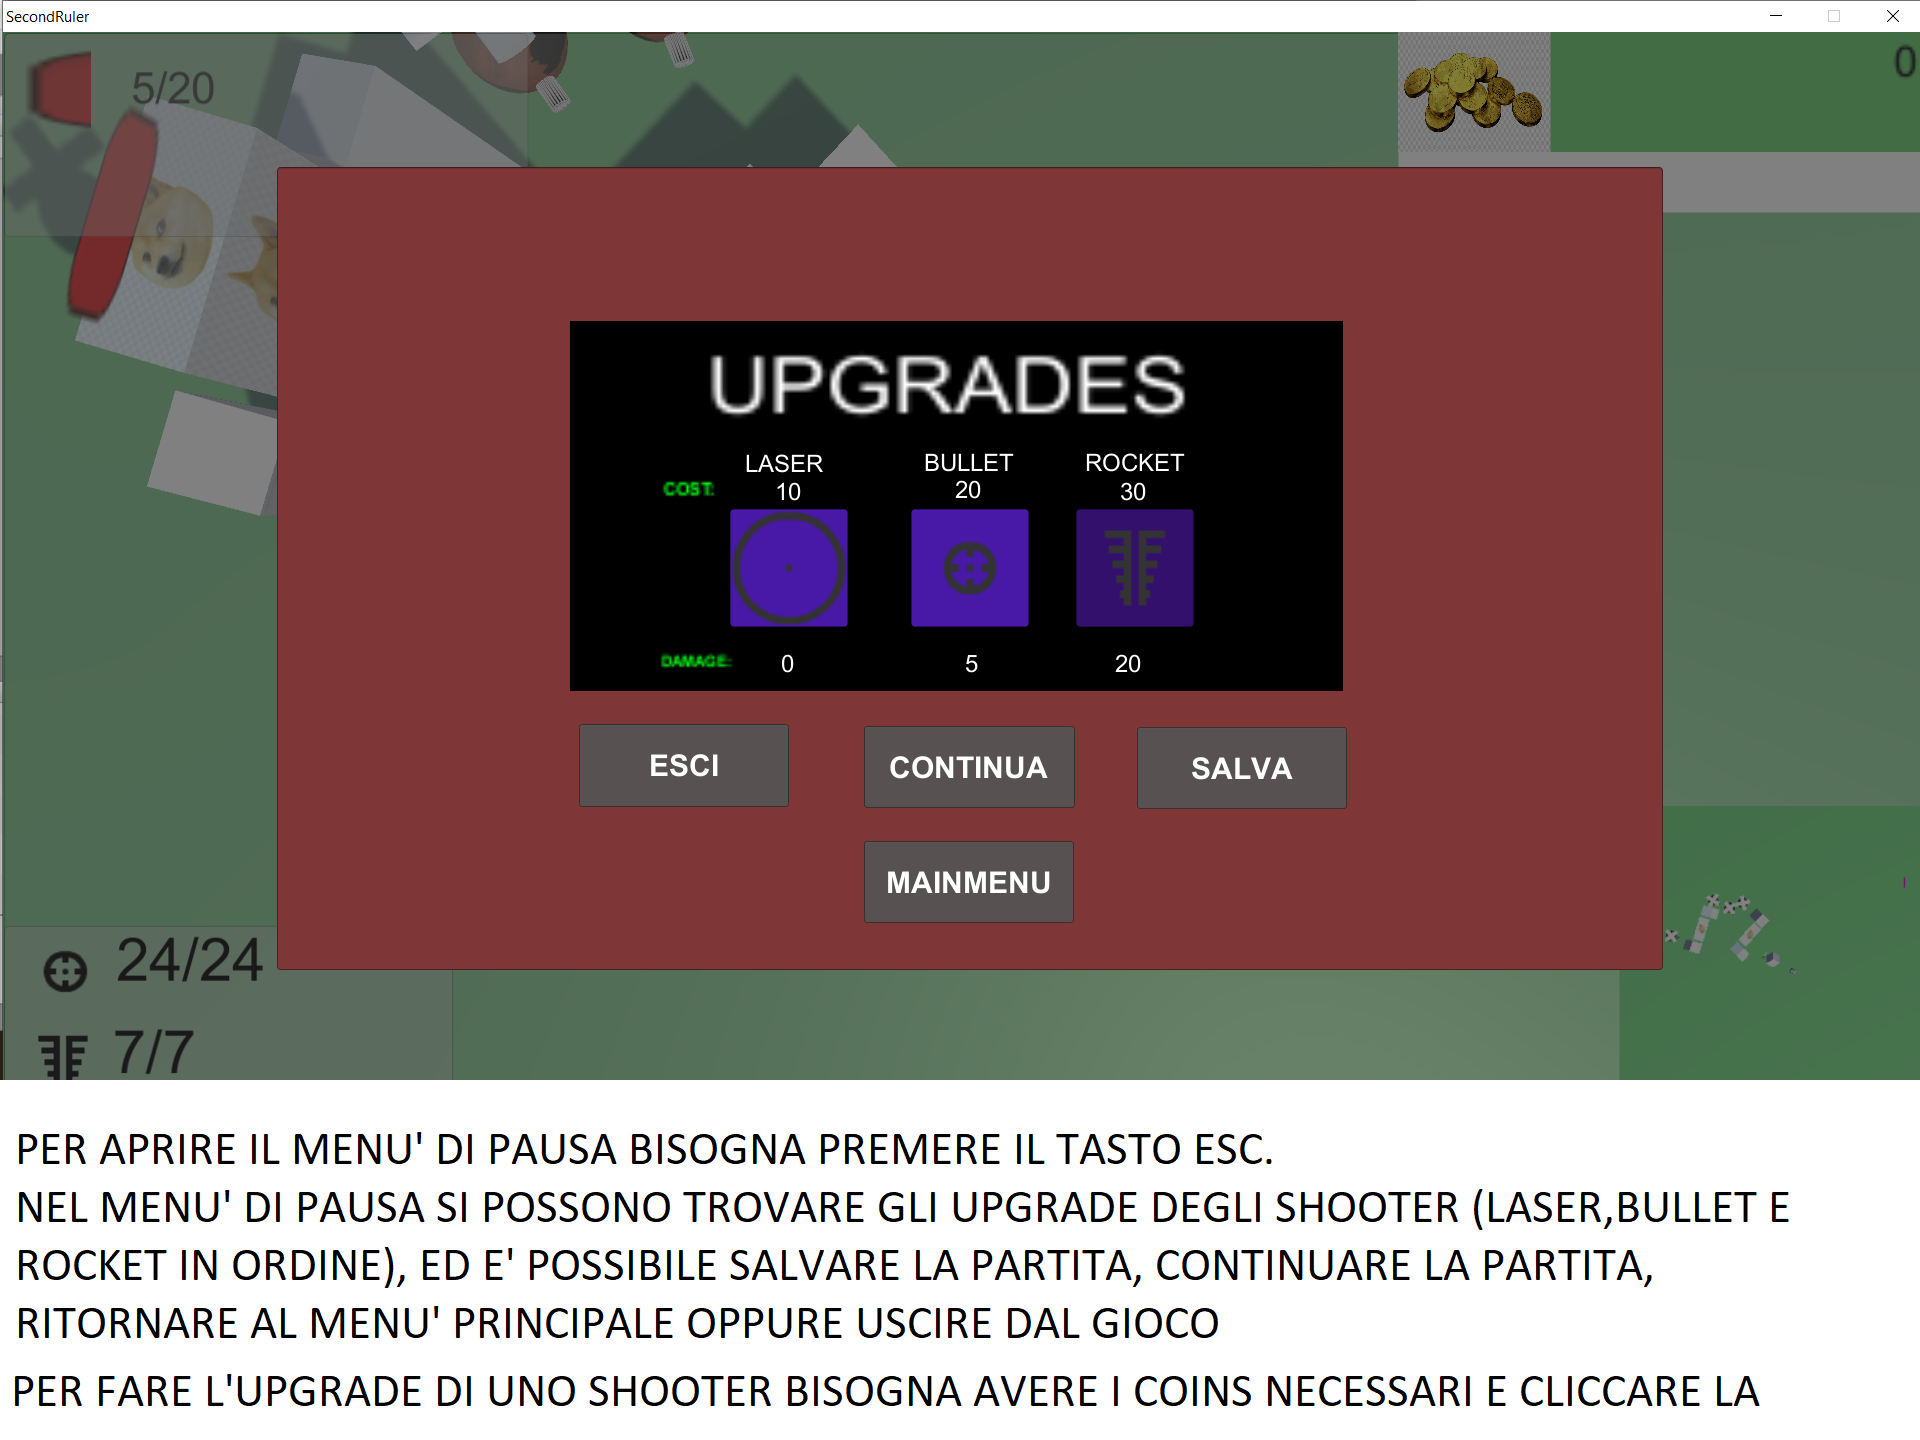 SecondRuler
5/20
0
UPGRADES
LASER BULLET ROCKET
COST: 10 20 30
DAMAGE: 0 5 20
ESCI CONTINUA SALVA
MAINMENU
24/24
7/7
PER APRIRE IL MENU' DI PAUSA BISOGNA PREMERE IL TASTO ESC.
NEL MENU' DI PAUSA SI POSSONO TROVARE GLI UPGRADE DEGLI SHOOTER (LASER,BULLET E
ROCKET IN ORDINE), ED E' POSSIBILE SALVARE LA PARTITA, CONTINUARE LA PARTITA,
RITORNARE AL MENU' PRINCIPALE OPPURE USCIRE DAL GIOCO
PER FARE L'UPGRADE DI UNO SHOOTER BISOGNA AVERE I COINS NECESSARI E CLICCARE LA